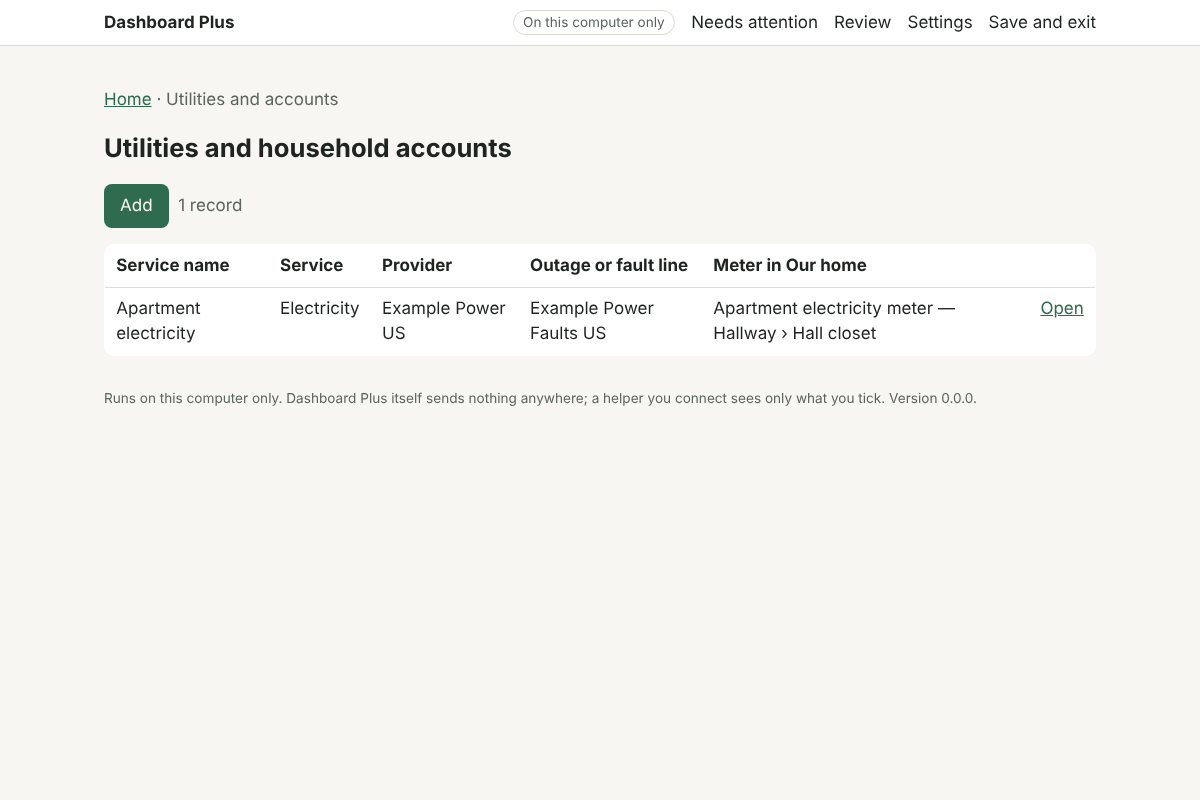 Dashboard Plus
On this computer only
Needs attention
Review
Settings
Save and exit
Home · Utilities and accounts
Utilities and household accounts
Add
1 record
Service name
Service
Provider
Outage or fault line
Meter in Our home
Apartment electricity
Electricity
Example Power US
Example Power Faults US
Apartment electricity meter — Hallway › Hall closet
Open
Runs on this computer only. Dashboard Plus itself sends nothing anywhere; a helper you connect sees only what you tick. Version 0.0.0.